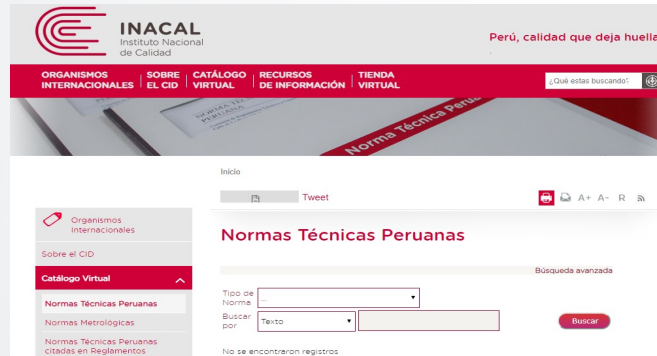 INACAL
Instituto Nacional
de Calidad
Perú, calidad que deja huella
ORGANISMOS
INTERNACIONALES
SOBRE
EL CID
CATÁLOGO
VIRTUAL
RECURSOS
DE INFORMACIÓN
TIENDA
VIRTUAL
¿Qué estas buscando?
Norma Técnica Peruana
Inicio
Tweet
A+ A- R
Organismos
Internacionales
Sobre el CID
Catálogo Virtual
Normas Técnicas Peruanas
Normas Metrológicas
Normas Técnicas Peruanas
citadas en Reglamentos
Normas Técnicas Peruanas
Búsqueda avanzada
Tipo de
Norma
...
Buscar
por
Texto
Buscar
No se encontraron registros